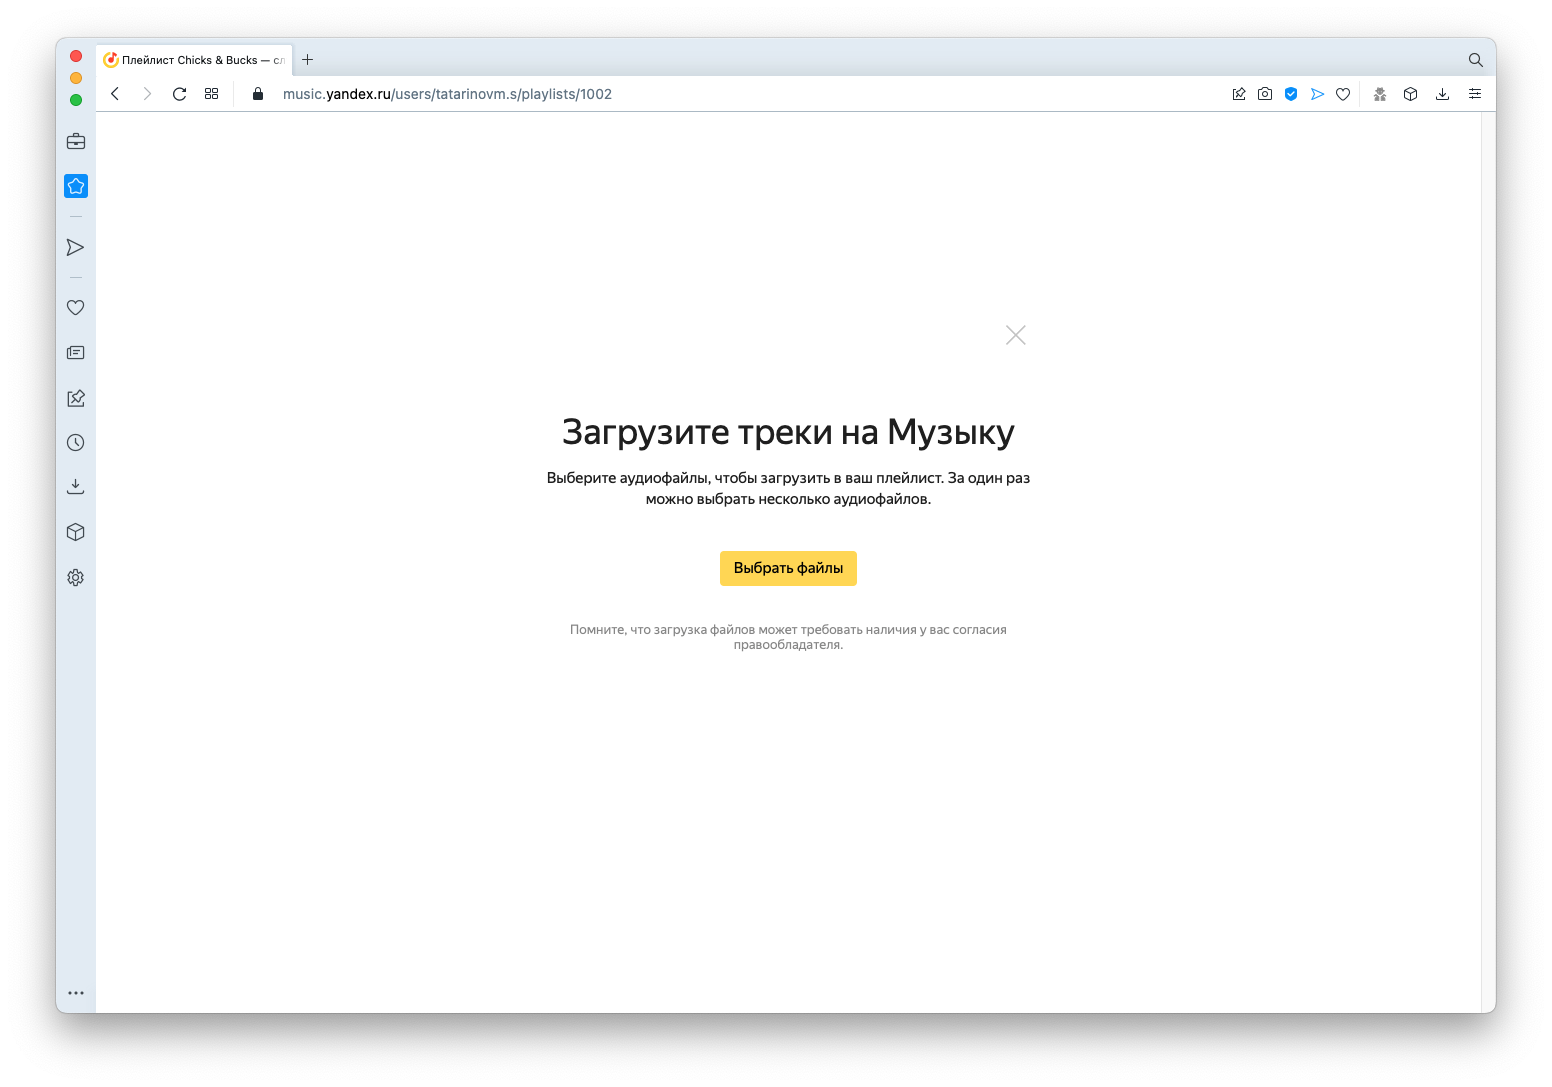 Плейлист Chicks & Bucks — сл
music.yandex.ru/users/tatarinovm.s/playlists/1002
Загрузите треки на Музыку
Выберите аудиофайлы, чтобы загрузить в ваш плейлист. За один раз
можно выбрать несколько аудиофайлов.
Выбрать файлы
Помните, что загрузка файлов может требовать наличия у вас согласия
правообладателя.